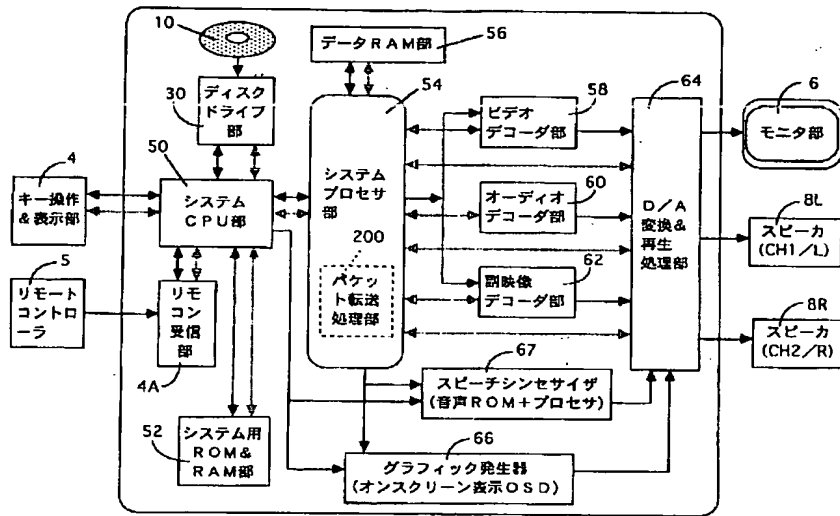 10
データRAM部
56
ディスク
ドライブ
部
30
54
ビデオ
デコーダ部
58
64
6
モニタ部
4
キー操作
&表示部
50
システム
CPU部
システム
プロセサ
部
オーディオ
デコーダ部
60
D/A
変換&
再生
処理部
8L
スピーカ
(CH1/L)
5
リモート
コントロ
ーラ
リモ
コン
受信
部
4A
200
パケッ
ト転送
処理部
副映像
デコーダ部
62
8R
スピーカ
(CH2/R)
67
スピーチシンセサイザ
(音声ROM+プロセサ)
52
システム用
ROM&
RAM部
66
グラフィック発生器
(オンスクリーン表示OSD)